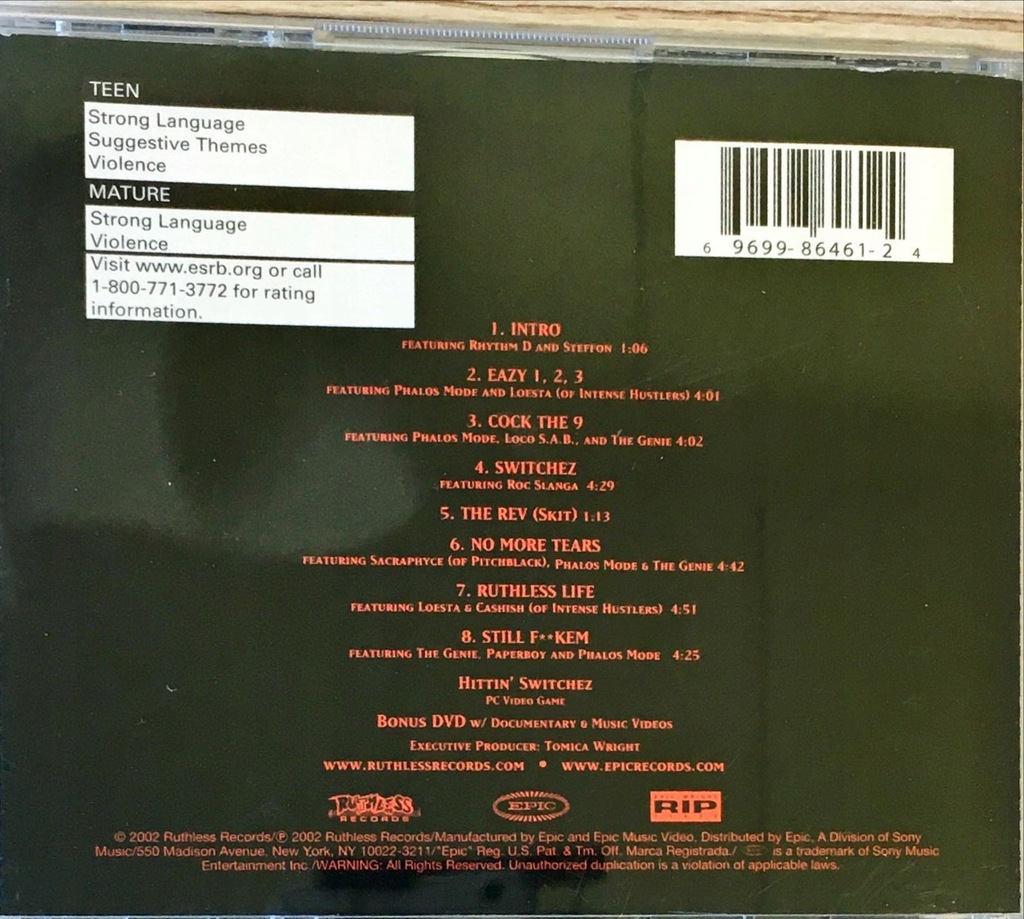 TEEN
Strong Language
Suggestive Themes
Violence
MATURE
Strong Language
Violence
Visit www.esrb.org or call
1-800-771-3772 for rating
information.
6 9699-86461-2 4
1. INTRO
FEATURING RHYTHM D AND STEFFON 1:06
2. EAZY 1, 2, 3
FEATURING PHALOS MODE AND LOESTA (OF INTENSE HUSTLERS) 4:01
3. COCK THE 9
FEATURING PHALOS MODE, LOCO S.A.B., AND THE GENIE 4:02
4. SWITCHEZ
FEATURING ROC SLANGA 4:29
5. THE REV (SKIT) 1:13
6. NO MORE TEARS
FEATURING SACRAPHYCE (OF PITCHBLACK), PHALOS MODE & THE GENIE 4:42
7. RUTHLESS LIFE
FEATURING LOESTA & CASHISH (OF INTENSE HUSTLERS) 4:51
8. STILL F**KEM
FEATURING THE GENIE, PAPERBOY AND PHALOS MODE 4:25
HITTIN' SWITCHEZ
PC VIDEO GAME
BONUS DVD W/ DOCUMENTARY & MUSIC VIDEOS
EXECUTIVE PRODUCER: TOMICA WRIGHT
WWW.RUTHLESSRECORDS.COM • WWW.EPICRECORDS.COM
RUTHLESS RECORDS
EPIC
ERIC WRIGHT RIP
© 2002 Ruthless Records/℗ 2002 Ruthless Records/Manufactured by Epic and Epic Music Video. Distributed by Epic. A Division of Sony
Music/550 Madison Avenue, New York, NY 10022-3211/"Epic" Reg. U.S. Pat. & Tm. Off. Marca Registrada./ is a trademark of Sony Music
Entertainment Inc./WARNING: All Rights Reserved. Unauthorized duplication is a violation of applicable laws.